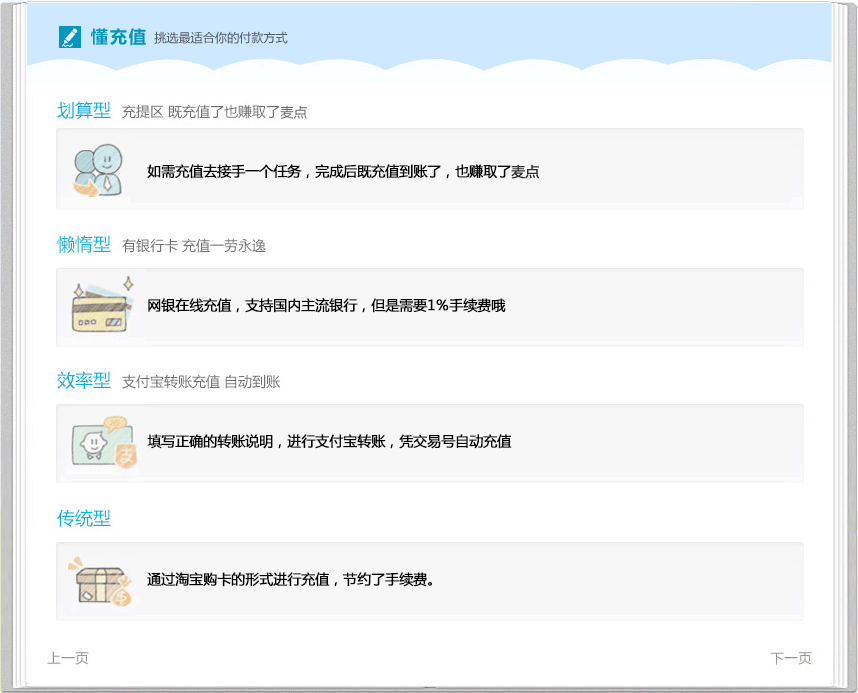 懂充值 挑选最适合你的付款方式
划算型 充提区 既充值了也赚取了麦点
如需充值去接手一个任务，完成后既充值到账了，也赚取了麦点
懒惰型 有银行卡 充值一劳永逸
网银在线充值，支持国内主流银行，但是需要1%手续费哦
效率型 支付宝转账充值 自动到账
填写正确的转账说明，进行支付宝转账，凭交易号自动充值
支
传统型
通过淘宝购卡的形式进行充值，节约了手续费。
上一页 下一页